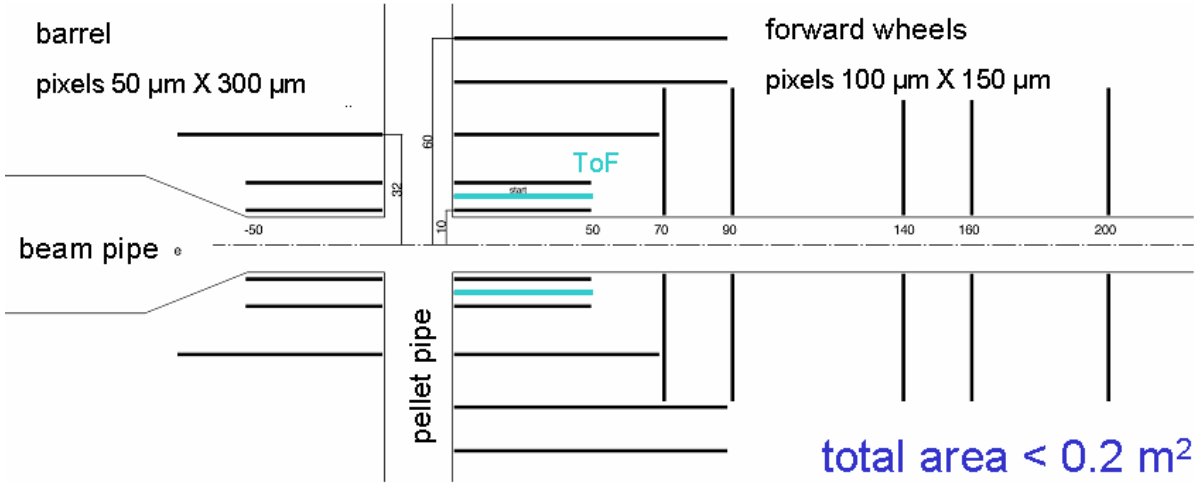 barrel
pixels 50 µm X 300 µm
forward wheels
pixels 100 µm X 150 µm
60
32
ToF
start
10
-50
50
70
90
140
160
200
beam pipe
e
pellet pipe
total area < 0.2 m²